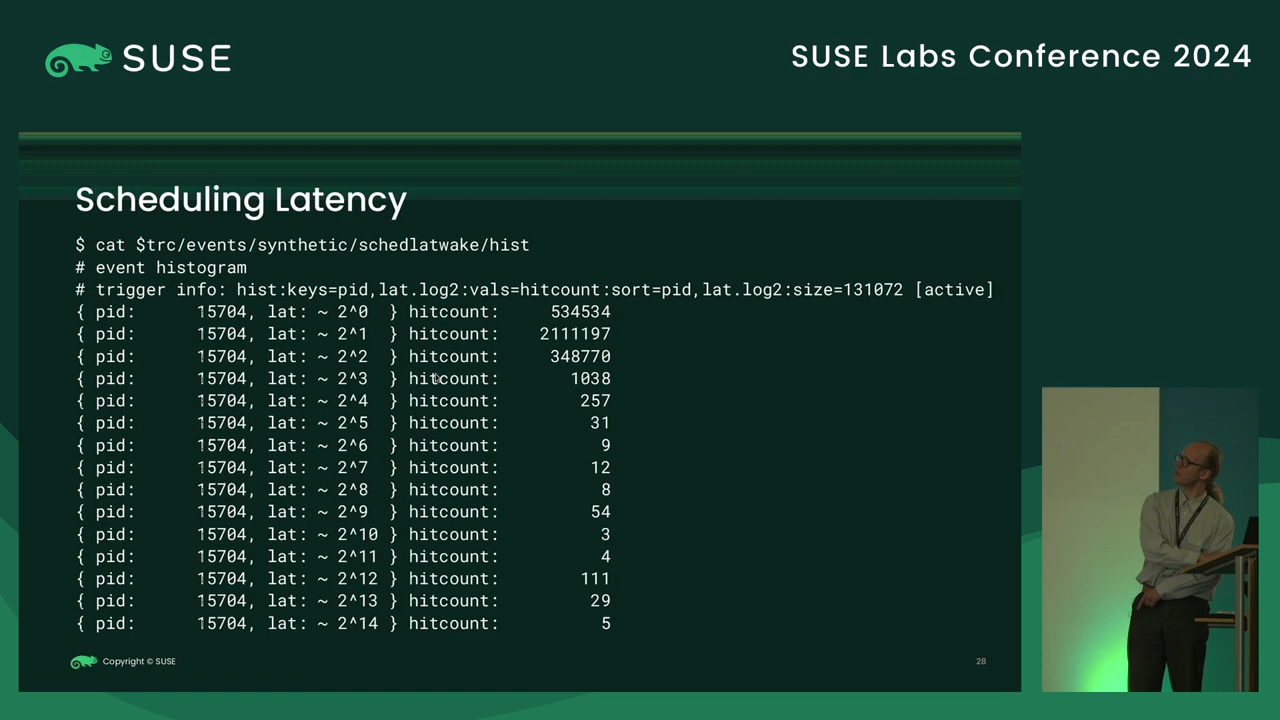 SUSE
SUSE Labs Conference 2024
Scheduling Latency
$ cat $trc/events/synthetic/schedlatwake/hist
# event histogram
# trigger info: hist:keys=pid,lat.log2:vals=hitcount:sort=pid,lat.log2:size=131072 [active]
{ pid:      15704, lat: ~ 2^0  } hitcount:     534534
{ pid:      15704, lat: ~ 2^1  } hitcount:    2111197
{ pid:      15704, lat: ~ 2^2  } hitcount:     348770
{ pid:      15704, lat: ~ 2^3  } hitcount:       1038
{ pid:      15704, lat: ~ 2^4  } hitcount:        257
{ pid:      15704, lat: ~ 2^5  } hitcount:         31
{ pid:      15704, lat: ~ 2^6  } hitcount:          9
{ pid:      15704, lat: ~ 2^7  } hitcount:         12
{ pid:      15704, lat: ~ 2^8  } hitcount:          8
{ pid:      15704, lat: ~ 2^9  } hitcount:         54
{ pid:      15704, lat: ~ 2^10 } hitcount:          3
{ pid:      15704, lat: ~ 2^11 } hitcount:          4
{ pid:      15704, lat: ~ 2^12 } hitcount:        111
{ pid:      15704, lat: ~ 2^13 } hitcount:         29
{ pid:      15704, lat: ~ 2^14 } hitcount:          5
Copyright © SUSE
28